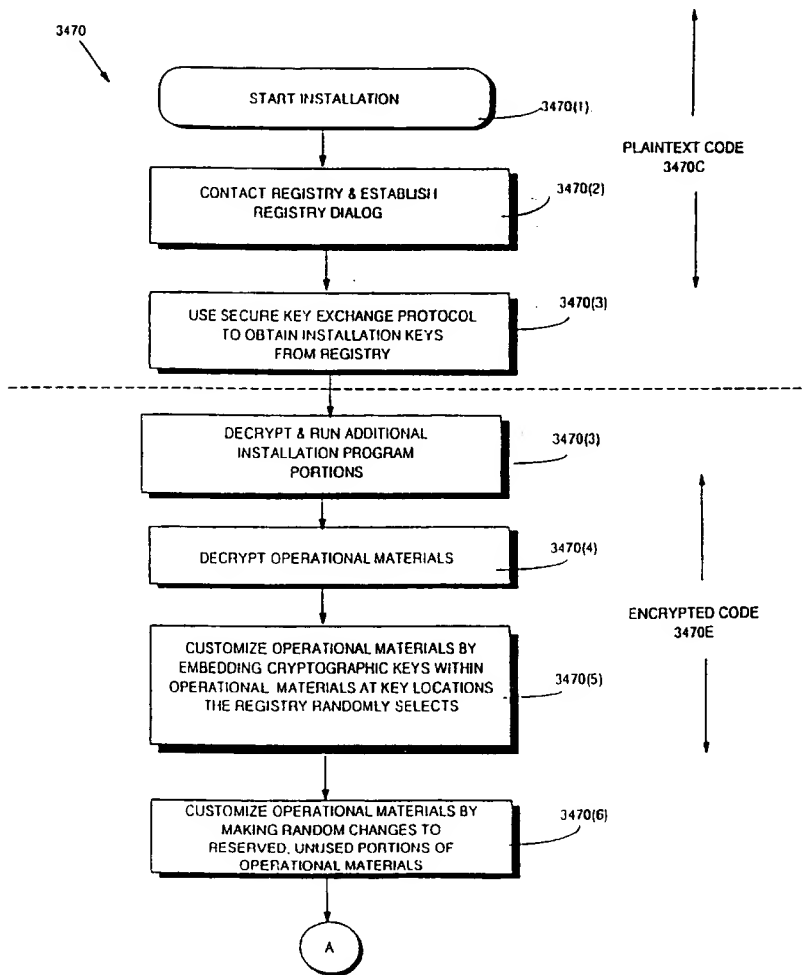 3470
START INSTALLATION
3470(1)
PLAINTEXT CODE
3470C
CONTACT REGISTRY & ESTABLISH
REGISTRY DIALOG
3470(2)
USE SECURE KEY EXCHANGE PROTOCOL
TO OBTAIN INSTALLATION KEYS
FROM REGISTRY
3470(3)
DECRYPT & RUN ADDITIONAL
INSTALLATION PROGRAM
PORTIONS
3470(3)
DECRYPT OPERATIONAL MATERIALS
3470(4)
ENCRYPTED CODE
3470E
CUSTOMIZE OPERATIONAL MATERIALS BY
EMBEDDING CRYPTOGRAPHIC KEYS WITHIN
OPERATIONAL MATERIALS AT KEY LOCATIONS
THE REGISTRY RANDOMLY SELECTS
3470(5)
CUSTOMIZE OPERATIONAL MATERIALS BY
MAKING RANDOM CHANGES TO
RESERVED, UNUSED PORTIONS OF
OPERATIONAL MATERIALS
3470(6)
A